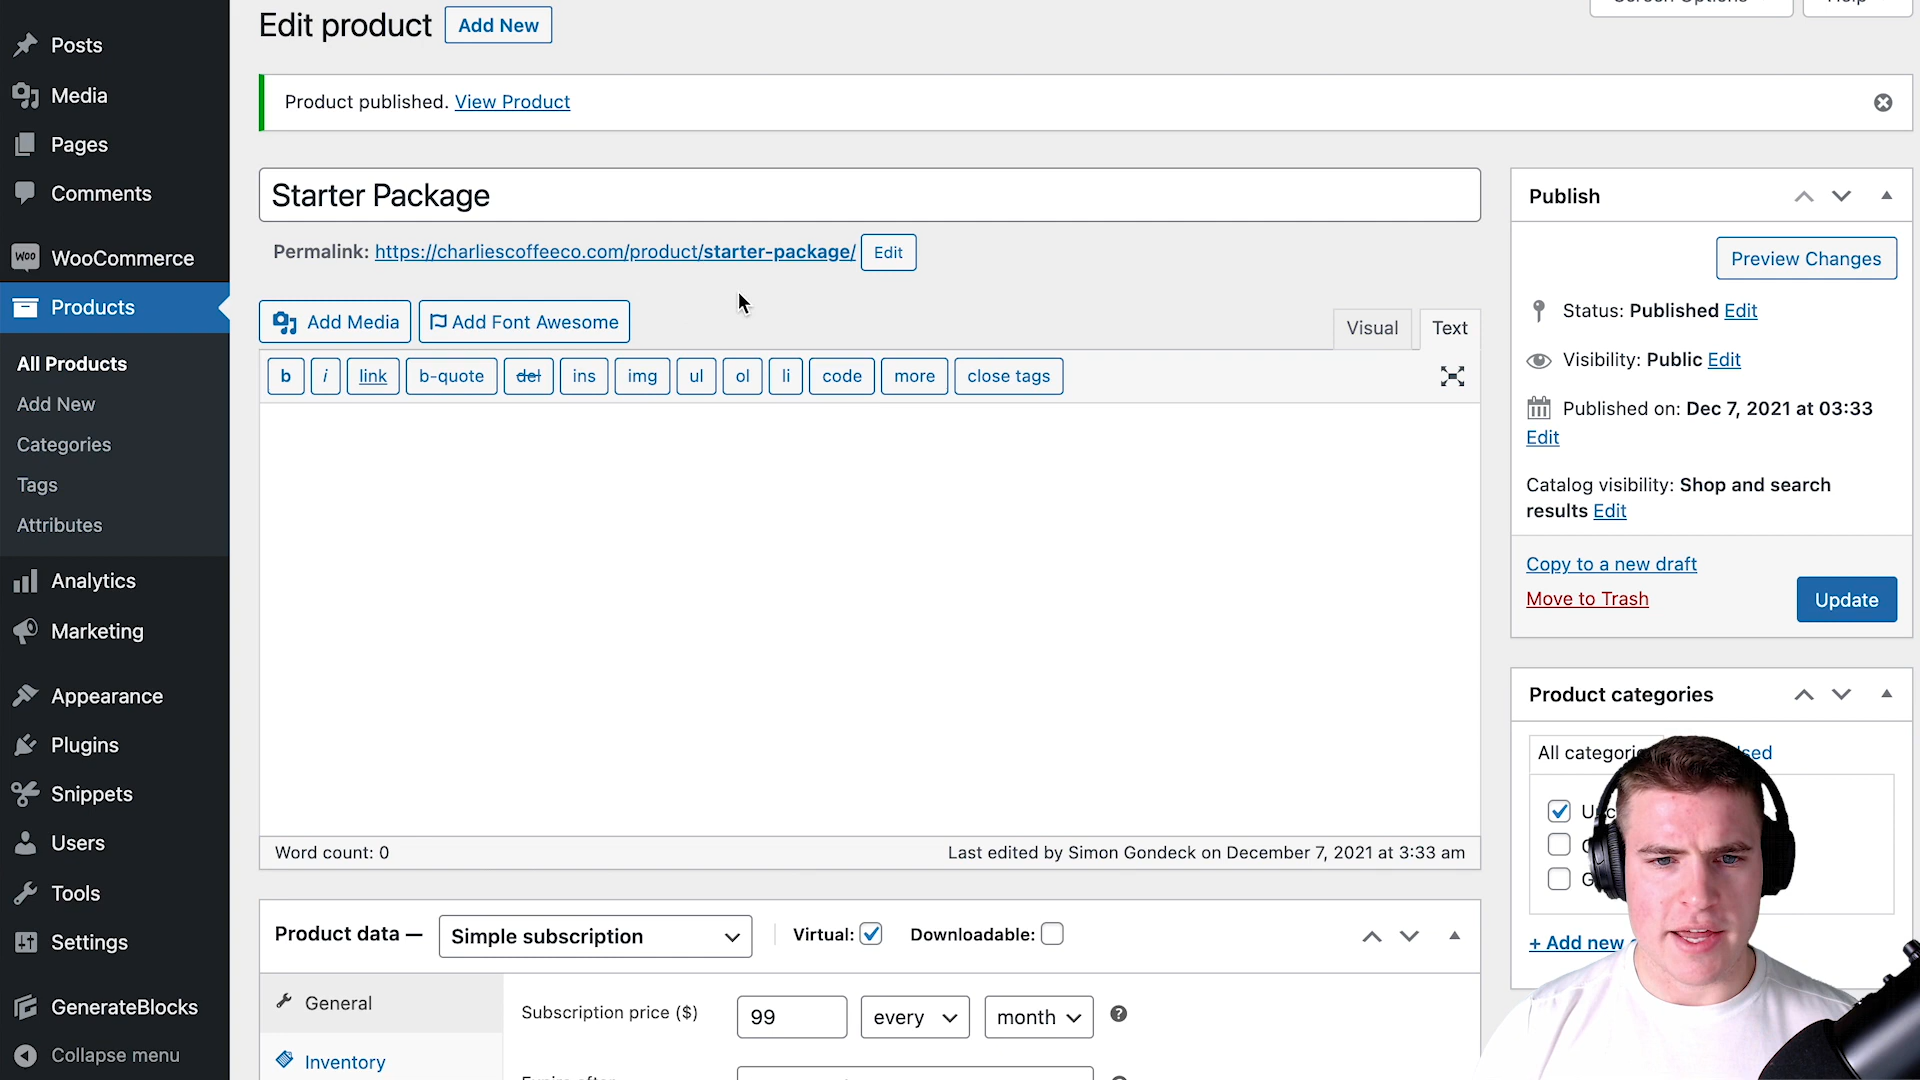 Posts
Media
Pages
Comments
WooCommerce
Products
All Products
Add New
Categories
Tags
Attributes
Analytics
Marketing
Appearance
Plugins
Snippets
Users
Tools
Settings
GenerateBlocks
Collapse menu
Edit product
Add New
Product published. View Product
Starter Package
Permalink: https://charliescoffeeco.com/product/starter-package/ Edit
Add Media
Add Font Awesome
Visual
Text
b
i
link
b-quote
del
ins
img
ul
ol
li
code
more
close tags
Word count: 0
Last edited by Simon Gondeck on December 7, 2021 at 3:33 am
Product data —
Simple subscription
Virtual:
Downloadable:
General
Inventory
Subscription price ($)
99
every
month
Publish
Preview Changes
Status: Published Edit
Visibility: Public Edit
Published on: Dec 7, 2021 at 03:33
Edit
Catalog visibility: Shop and search
results Edit
Copy to a new draft
Move to Trash
Update
Product categories
+ Add new